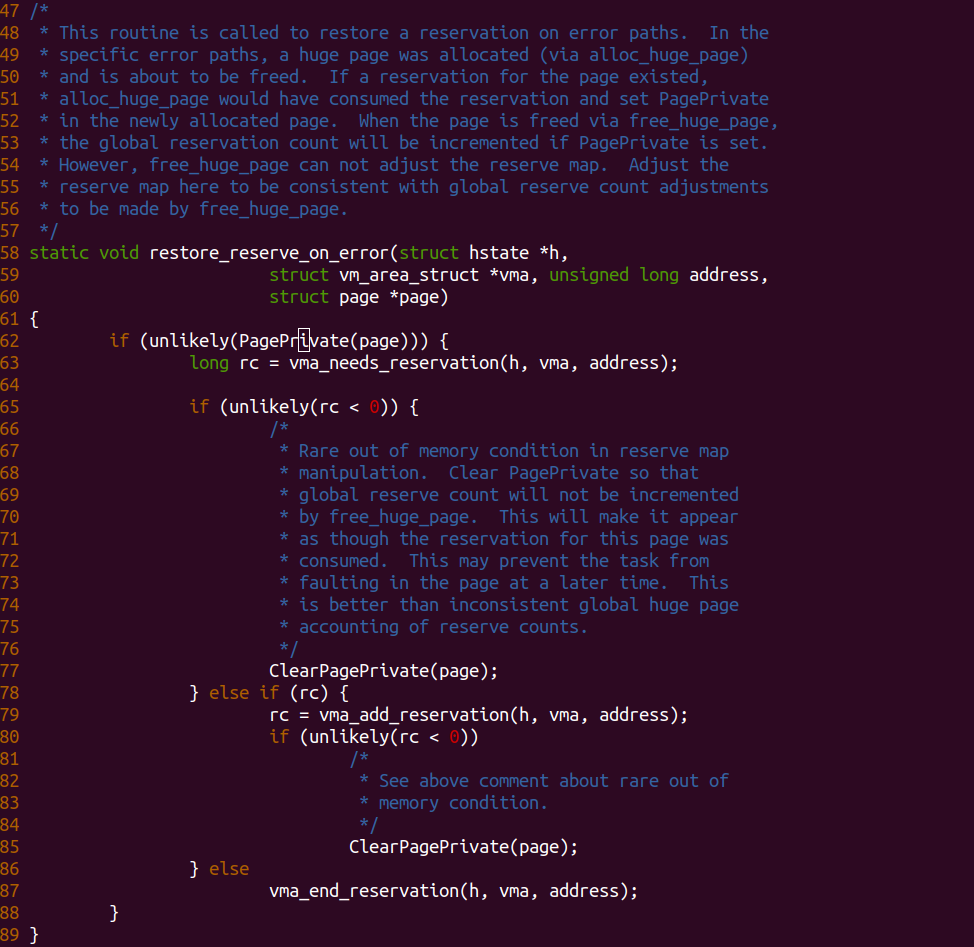 47 /*
48  * This routine is called to restore a reservation on error paths.  In the
49  * specific error paths, a huge page was allocated (via alloc_huge_page)
50  * and is about to be freed.  If a reservation for the page existed,
51  * alloc_huge_page would have consumed the reservation and set PagePrivate
52  * in the newly allocated page.  When the page is freed via free_huge_page,
53  * the global reservation count will be incremented if PagePrivate is set.
54  * However, free_huge_page can not adjust the reserve map.  Adjust the
55  * reserve map here to be consistent with global reserve count adjustments
56  * to be made by free_huge_page.
57  */
58 static void restore_reserve_on_error(struct hstate *h,
59                         struct vm_area_struct *vma, unsigned long address,
60                         struct page *page)
61 {
62         if (unlikely(PagePrivate(page))) {
63                 long rc = vma_needs_reservation(h, vma, address);
64
65                 if (unlikely(rc < 0)) {
66                         /*
67                          * Rare out of memory condition in reserve map
68                          * manipulation.  Clear PagePrivate so that
69                          * global reserve count will not be incremented
70                          * by free_huge_page.  This will make it appear
71                          * as though the reservation for this page was
72                          * consumed.  This may prevent the task from
73                          * faulting in the page at a later time.  This
74                          * is better than inconsistent global huge page
75                          * accounting of reserve counts.
76                          */
77                         ClearPagePrivate(page);
78                 } else if (rc) {
79                         rc = vma_add_reservation(h, vma, address);
80                         if (unlikely(rc < 0))
81                                 /*
82                                  * See above comment about rare out of
83                                  * memory condition.
84                                  */
85                                 ClearPagePrivate(page);
86                 } else
87                         vma_end_reservation(h, vma, address);
88         }
89 }